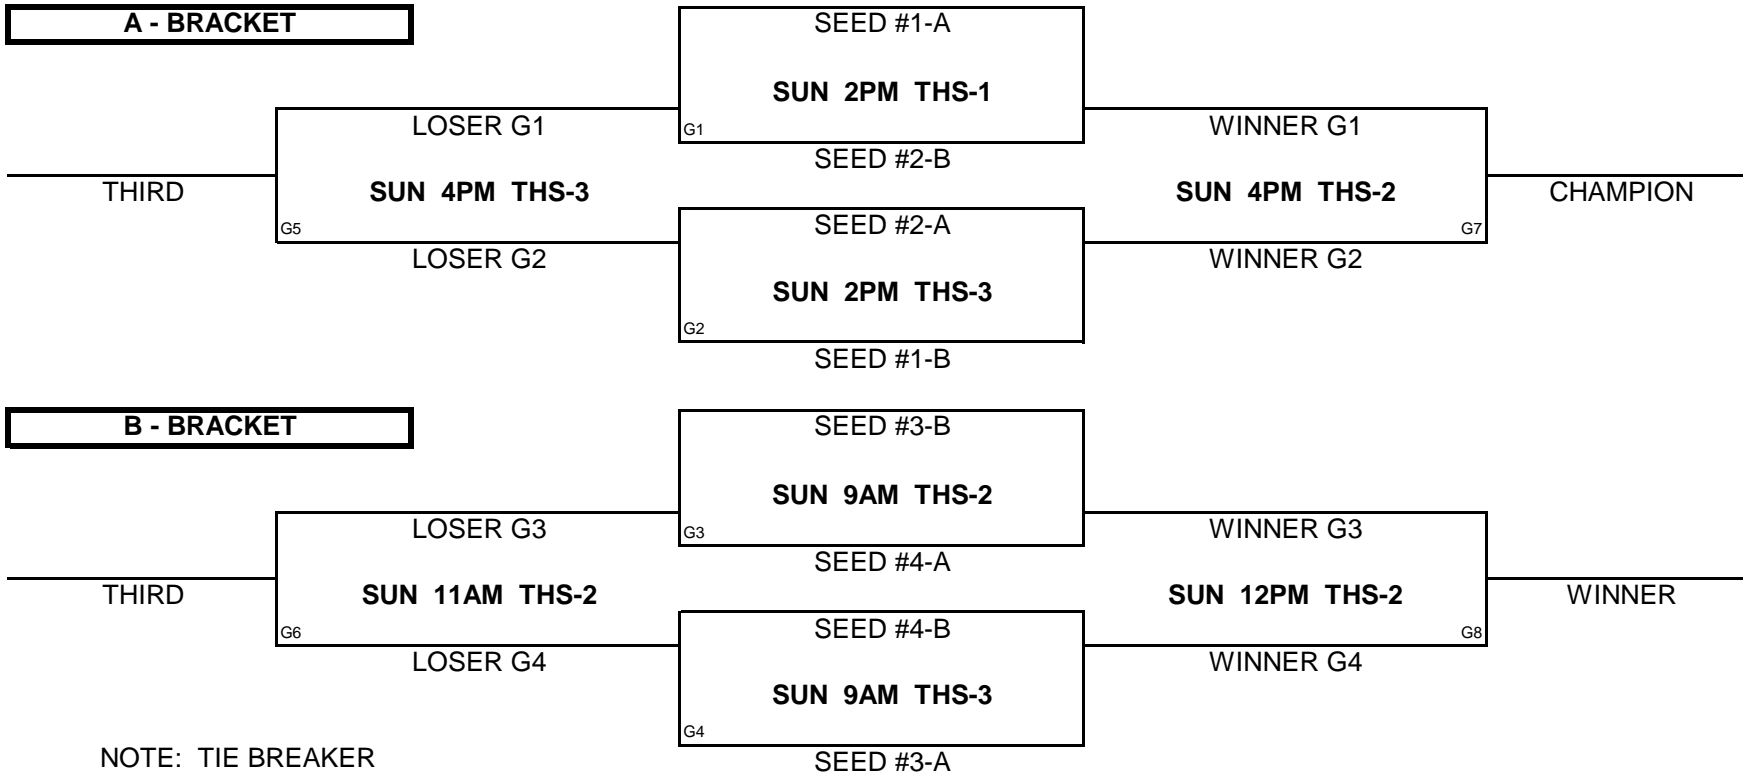 A - BRACKET
SEED #1-A
SUN 2PM THS-1
G1
SEED #2-B
LOSER G1
SUN 4PM THS-3
G5
LOSER G2
THIRD
WINNER G1
SUN 4PM THS-2
G7
WINNER G2
CHAMPION
SEED #2-A
SUN 2PM THS-3
G2
SEED #1-B
B - BRACKET
SEED #3-B
SUN 9AM THS-2
G3
SEED #4-A
LOSER G3
SUN 11AM THS-2
G6
LOSER G4
THIRD
WINNER G3
SUN 12PM THS-2
G8
WINNER G4
WINNER
SEED #4-B
SUN 9AM THS-3
G4
SEED #3-A
NOTE: TIE BREAKER